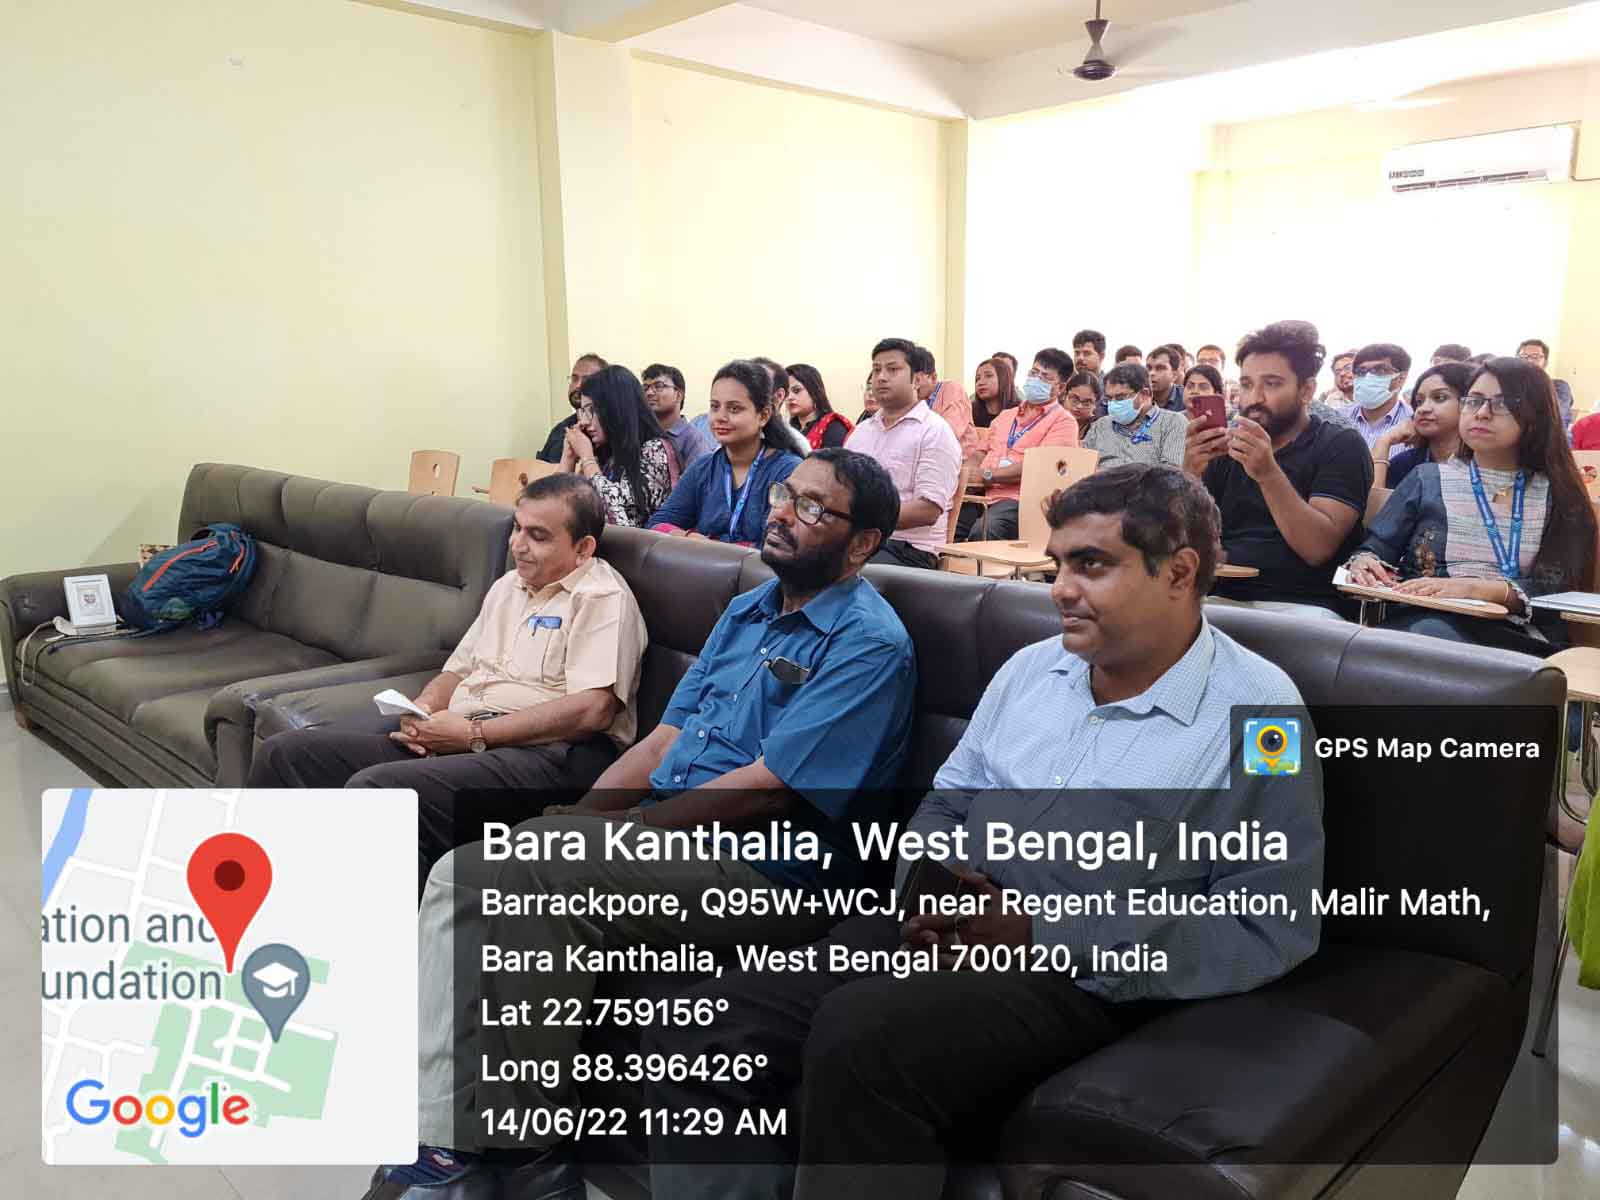 GPS Map Camera
Bara Kanthalia, West Bengal, India
Barrackpore, Q95W+WCJ, near Regent Education, Malir Math,
Bara Kanthalia, West Bengal 700120, India
Lat 22.759156°
Long 88.396426°
14/06/22 11:29 AM
ation and
undation
Google